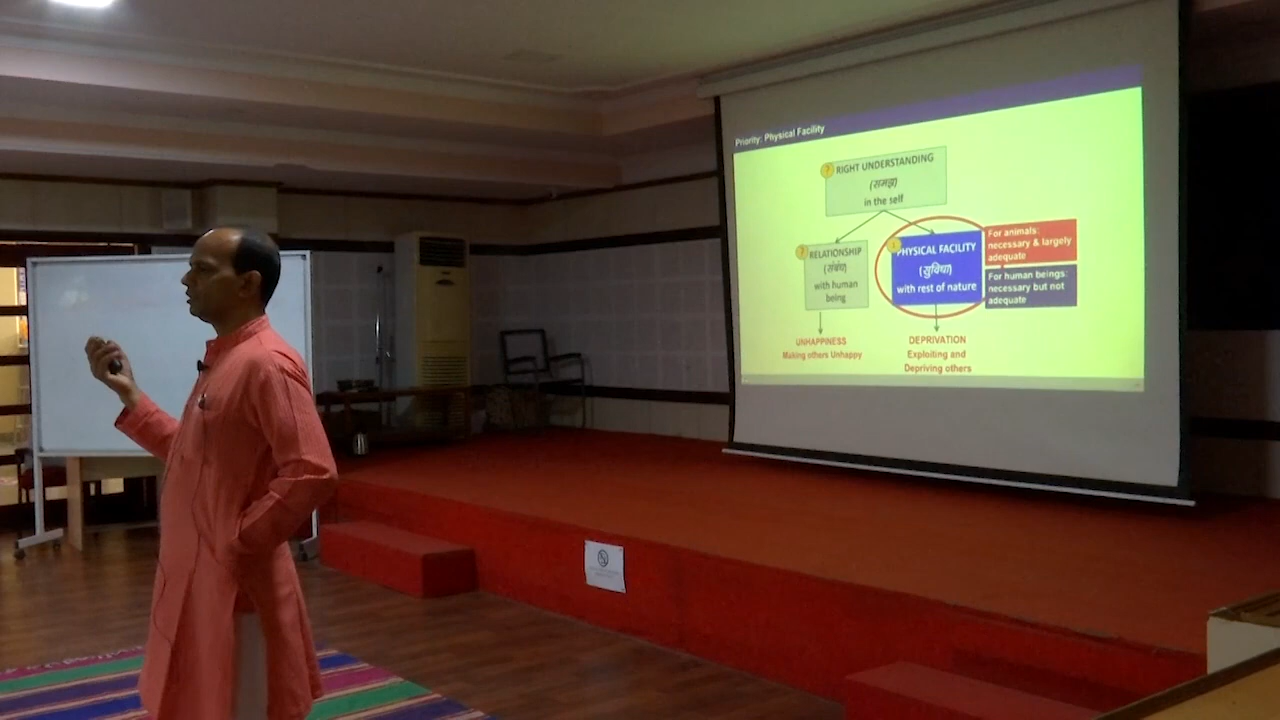 Priority: Physical Facility
?
RIGHT UNDERSTANDING
(समझ)
in the self
?
RELATIONSHIP
(संबंध)
with human
being
PHYSICAL FACILITY
(सुविधा)
with rest of nature
For animals:
necessary & largely
adequate
For human beings:
necessary but not
adequate
UNHAPPINESS
Making others Unhappy
DEPRIVATION
Exploiting and
Depriving others